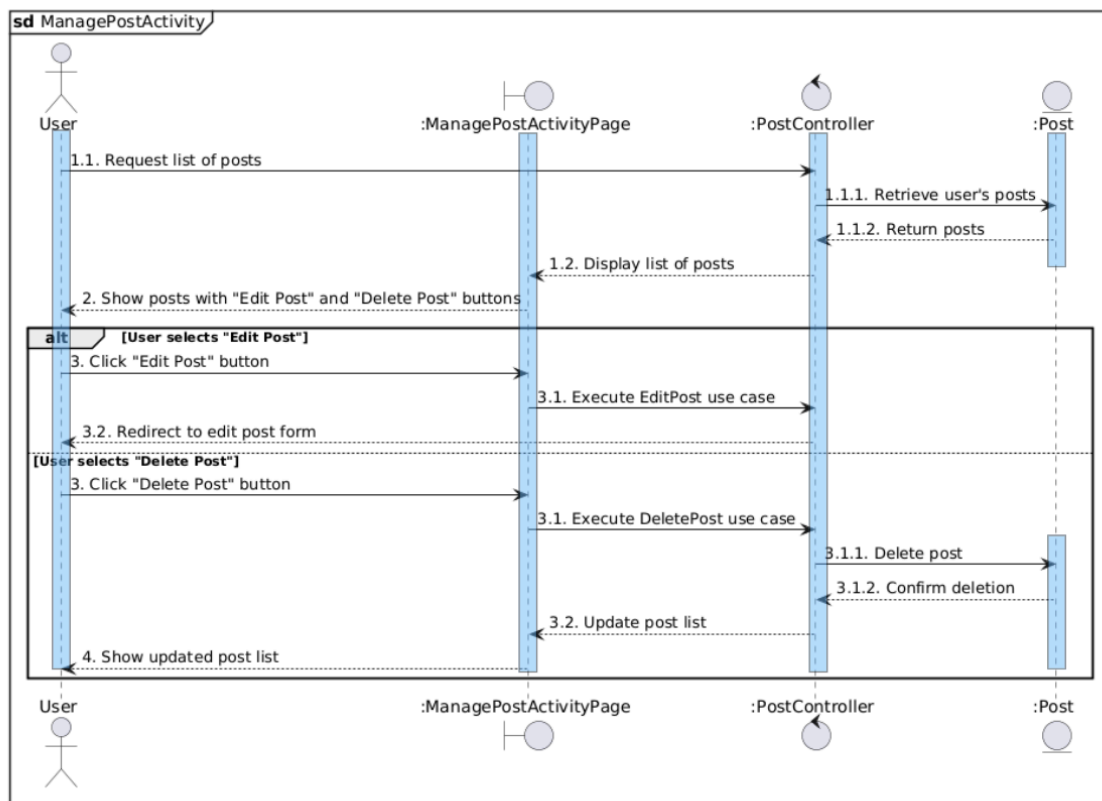 sd ManagePostActivity
User
:ManagePostActivityPage
:PostController
:Post
1.1. Request list of posts
1.1.1. Retrieve user's posts
1.1.2. Return posts
1.2. Display list of posts
2. Show posts with "Edit Post" and "Delete Post" buttons
alt [User selects "Edit Post"]
3. Click "Edit Post" button
3.1. Execute EditPost use case
3.2. Redirect to edit post form
[User selects "Delete Post"]
3. Click "Delete Post" button
3.1. Execute DeletePost use case
3.1.1. Delete post
3.1.2. Confirm deletion
3.2. Update post list
4. Show updated post list
User
:ManagePostActivityPage
:PostController
:Post